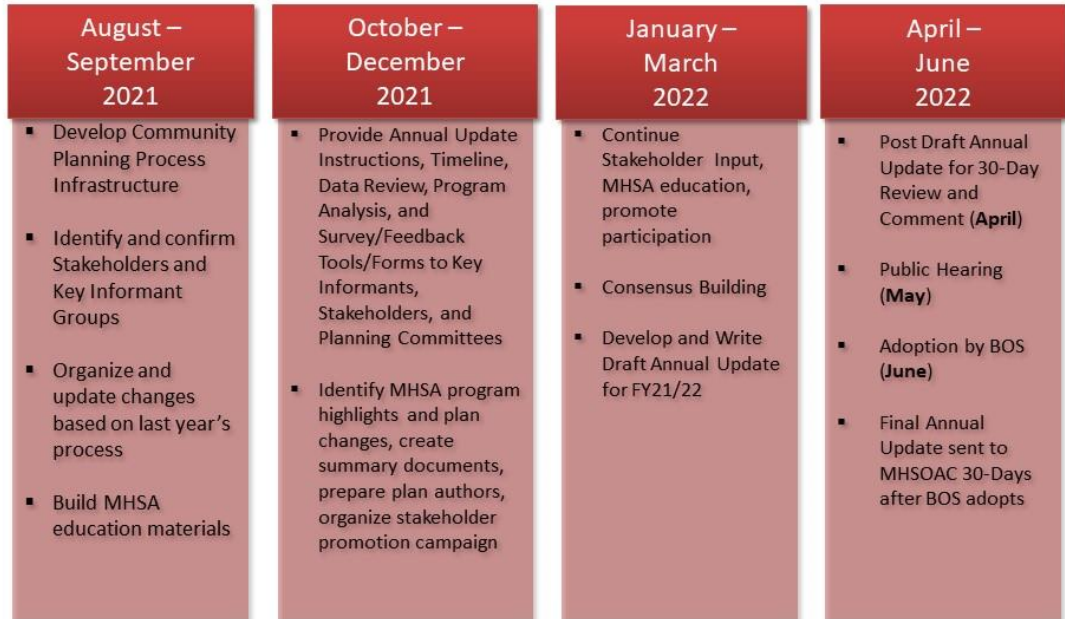 August –
September
2021
▪ Develop Community
Planning Process
Infrastructure
▪ Identify and confirm
Stakeholders and
Key Informant
Groups
▪ Organize and
update changes
based on last year's
process
▪ Build MHSA
education materials
October –
December
2021
▪ Provide Annual Update
Instructions, Timeline,
Data Review, Program
Analysis, and
Survey/Feedback
Tools/Forms to Key
Informants,
Stakeholders, and
Planning Committees
▪ Identify MHSA program
highlights and plan
changes, create
summary documents,
prepare plan authors,
organize stakeholder
promotion campaign
January –
March
2022
▪ Continue
Stakeholder Input,
MHSA education,
promote
participation
▪ Consensus Building
▪ Develop and Write
Draft Annual Update
for FY21/22
April –
June
2022
▪ Post Draft Annual
Update for 30-Day
Review and
Comment (April)
▪ Public Hearing
(May)
▪ Adoption by BOS
(June)
▪ Final Annual
Update sent to
MHSOAC 30-Days
after BOS adopts